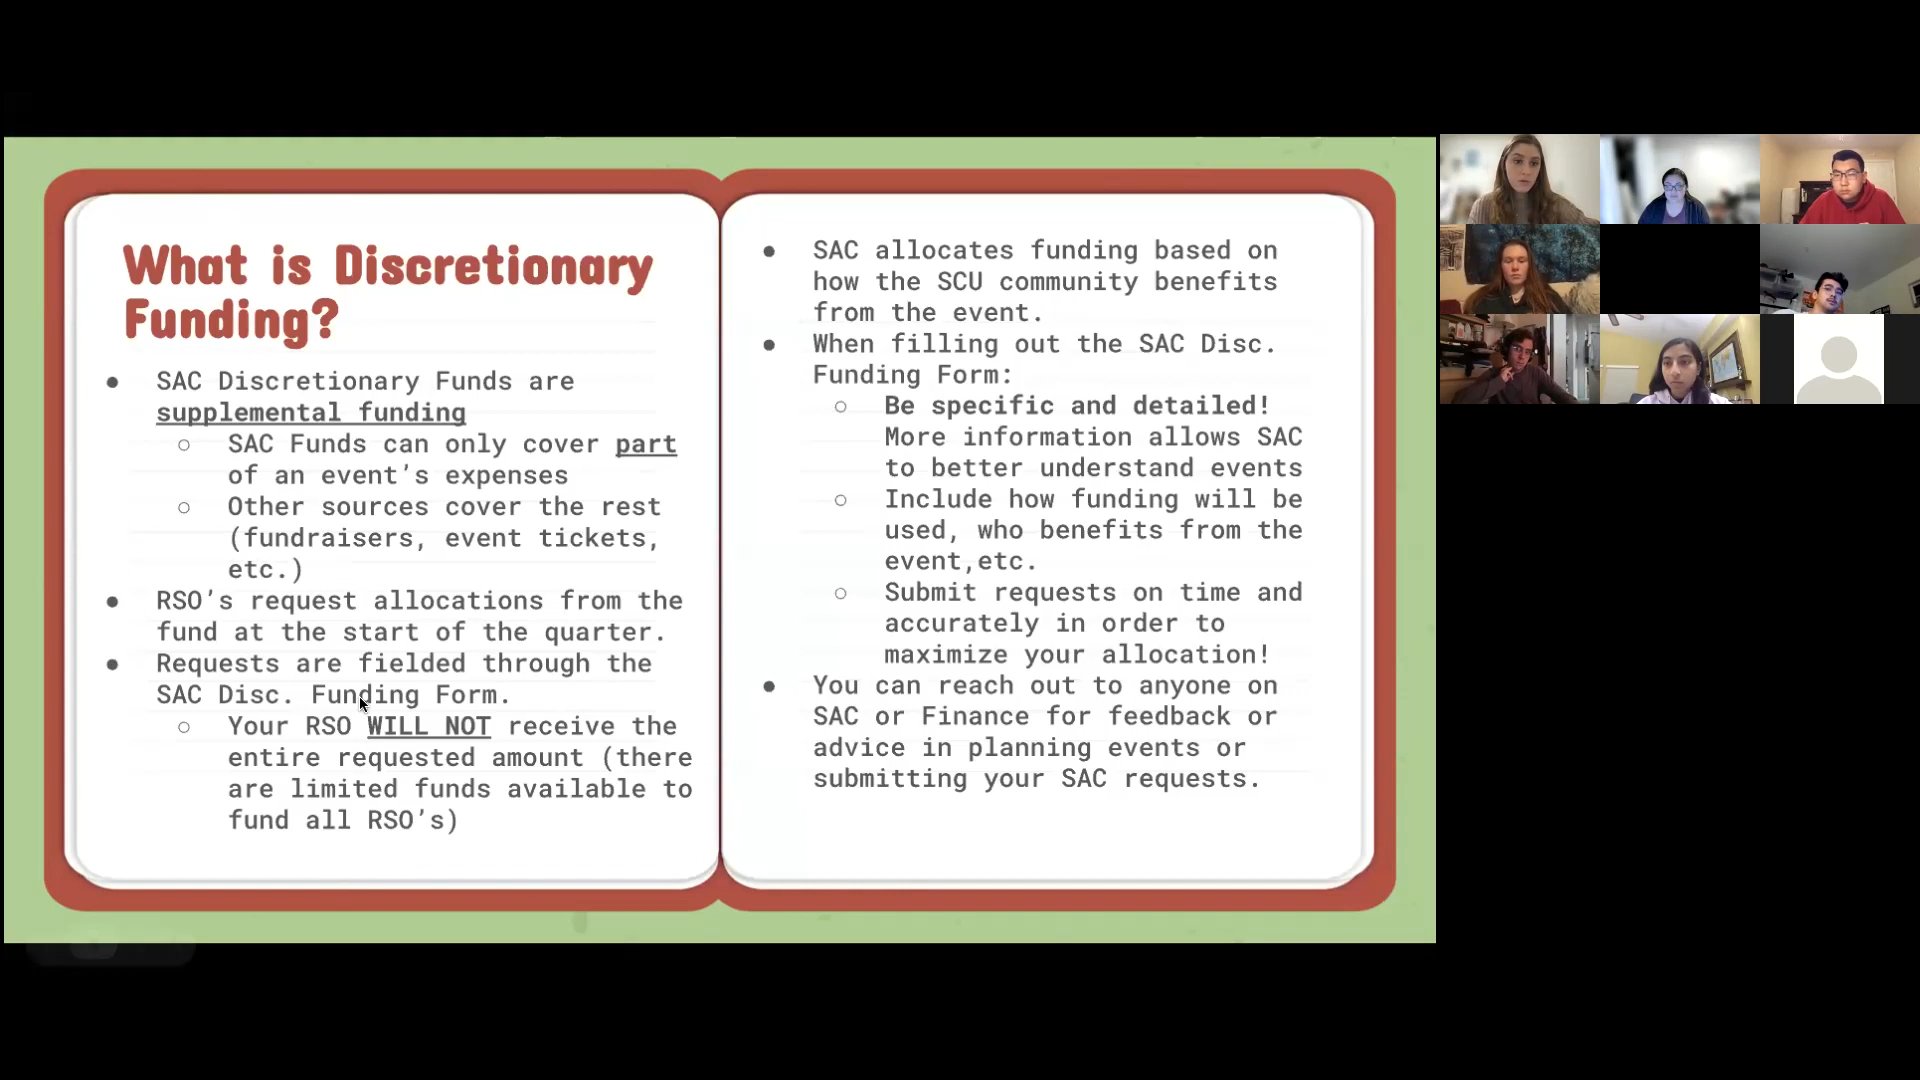 What is Discretionary
Funding?
● SAC Discretionary Funds are
supplemental funding
○ SAC Funds can only cover part
of an event's expenses
○ Other sources cover the rest
(fundraisers, event tickets,
etc.)
● RSO's request allocations from the
fund at the start of the quarter.
● Requests are fielded through the
SAC Disc. Funding Form.
○ Your RSO WILL NOT receive the
entire requested amount (there
are limited funds available to
fund all RSO's)
● SAC allocates funding based on
how the SCU community benefits
from the event.
● When filling out the SAC Disc.
Funding Form:
○ Be specific and detailed!
More information allows SAC
to better understand events
○ Include how funding will be
used, who benefits from the
event,etc.
○ Submit requests on time and
accurately in order to
maximize your allocation!
● You can reach out to anyone on
SAC or Finance for feedback or
advice in planning events or
submitting your SAC requests.